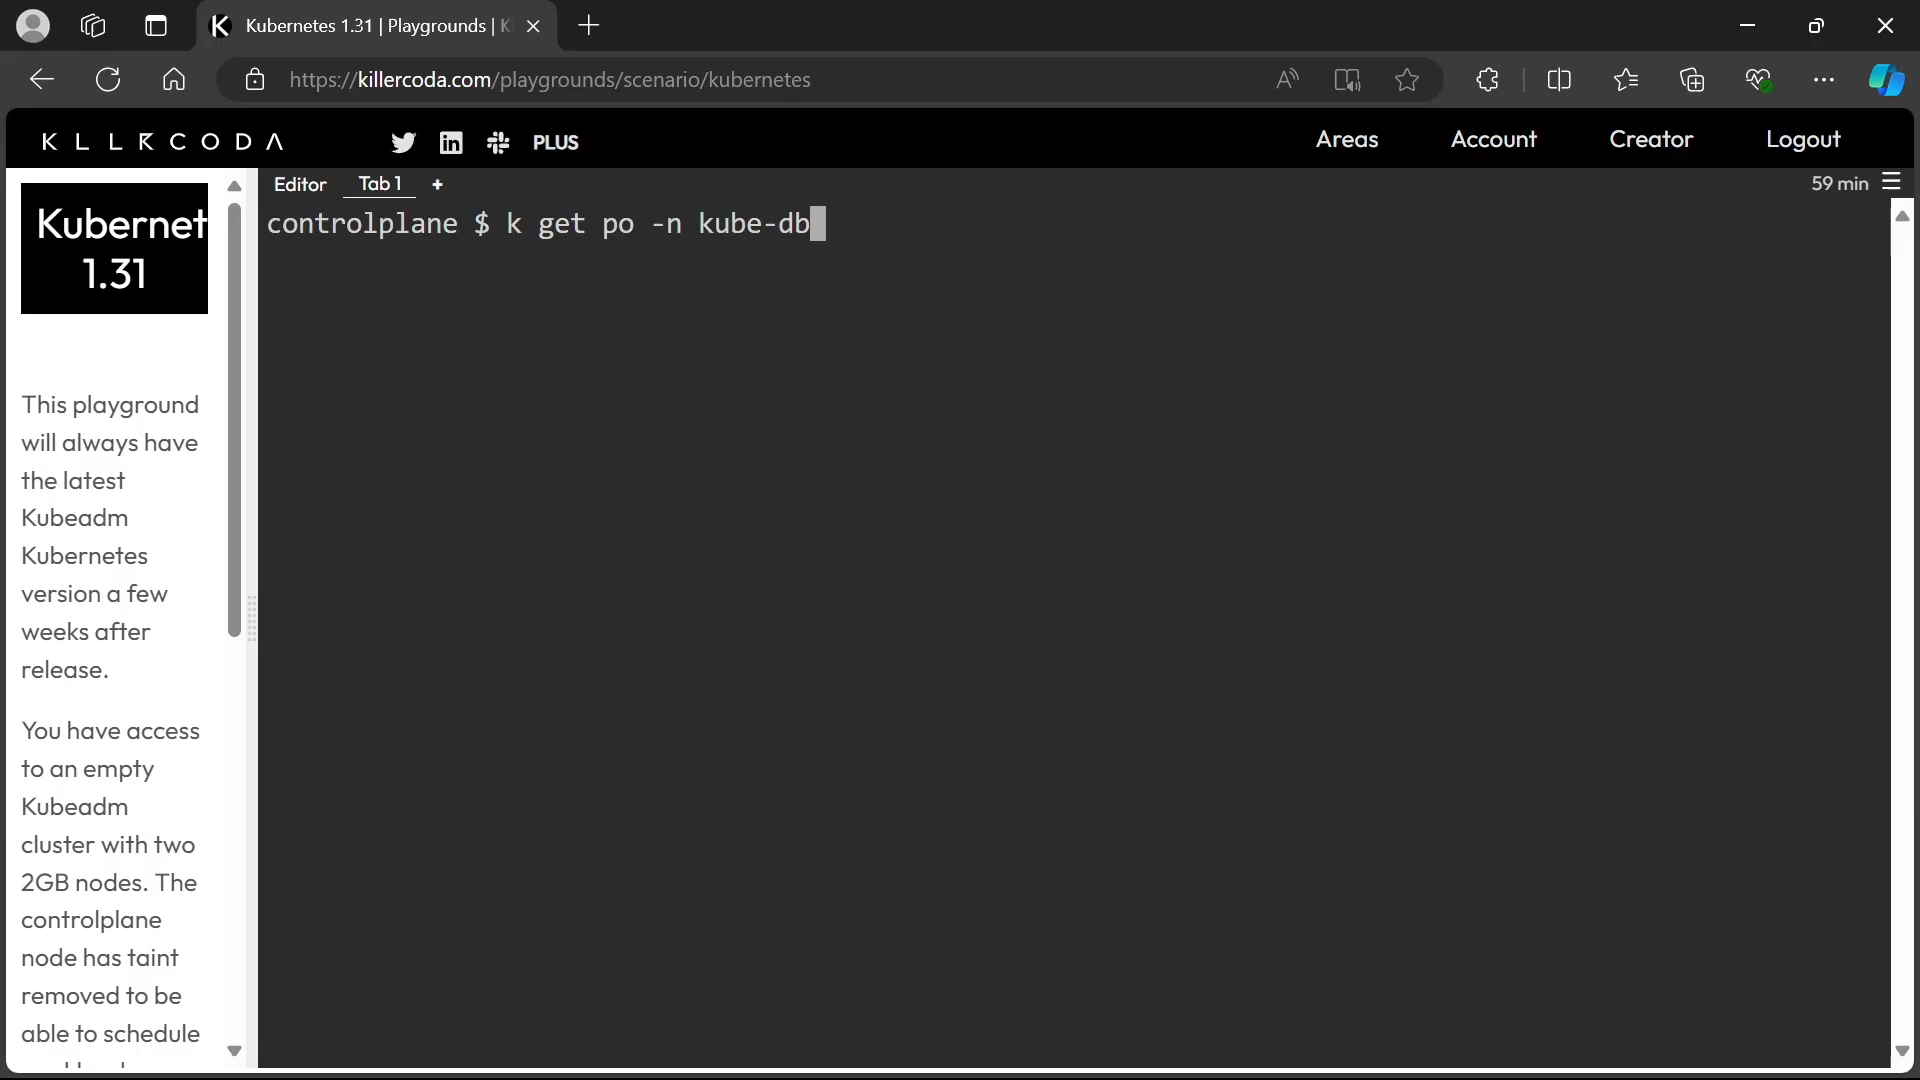 Kubernetes 1.31 | Playgrounds | K
https://killercoda.com/playgrounds/scenario/kubernetes
KLLRCODA
PLUS
Areas
Account
Creator
Logout
Editor
Tab 1
+
59 min
Kubernet
1.31
This playground
will always have
the latest
Kubeadm
Kubernetes
version a few
weeks after
release.
You have access
to an empty
Kubeadm
cluster with two
2GB nodes. The
controlplane
node has taint
removed to be
able to schedule
controlplane $ k get po -n kube-db